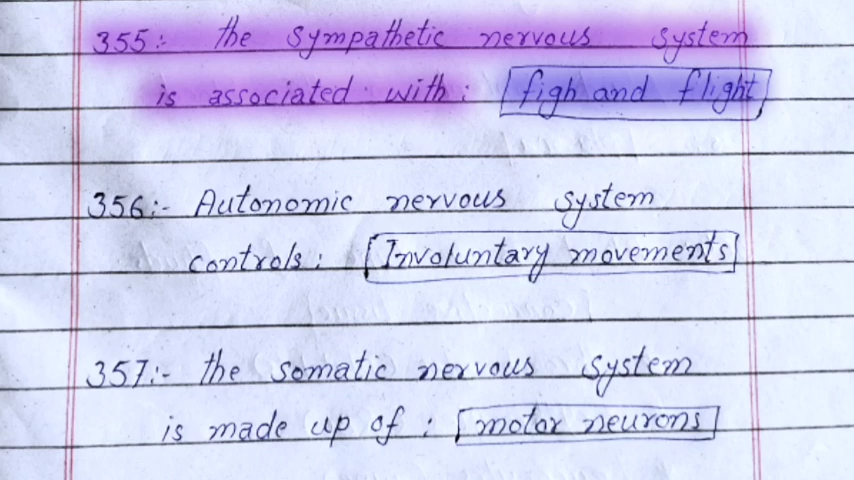 355:- the sympathetic nervous system
is associated with: figh and flight
356:- Autonomic nervous system
controls: Involuntary movements
357:- the somatic nervous system
is made up of: motor neurons